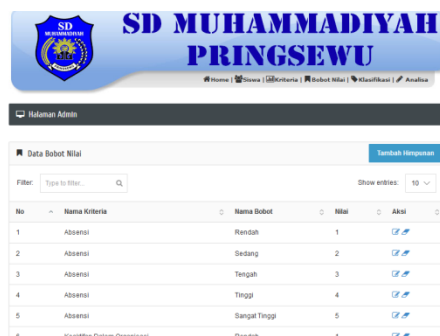 SD
MUHAMMADIYAH
SD MUHAMMADIYAH
PRINGSEWU
Home | Siswa | Kriteria | Bobot Nilai | Klasifikasi | Analisa
Halaman Admin
Data Bobot Nilai Tambah Himpunan
Filter: Type to filter... Show entries: 10
No Nama Kriteria Nama Bobot Nilai Aksi
1 Absensi Rendah 1
2 Absensi Sedang 2
3 Absensi Tengah 3
4 Absensi Tinggi 4
5 Absensi Sangat Tinggi 5